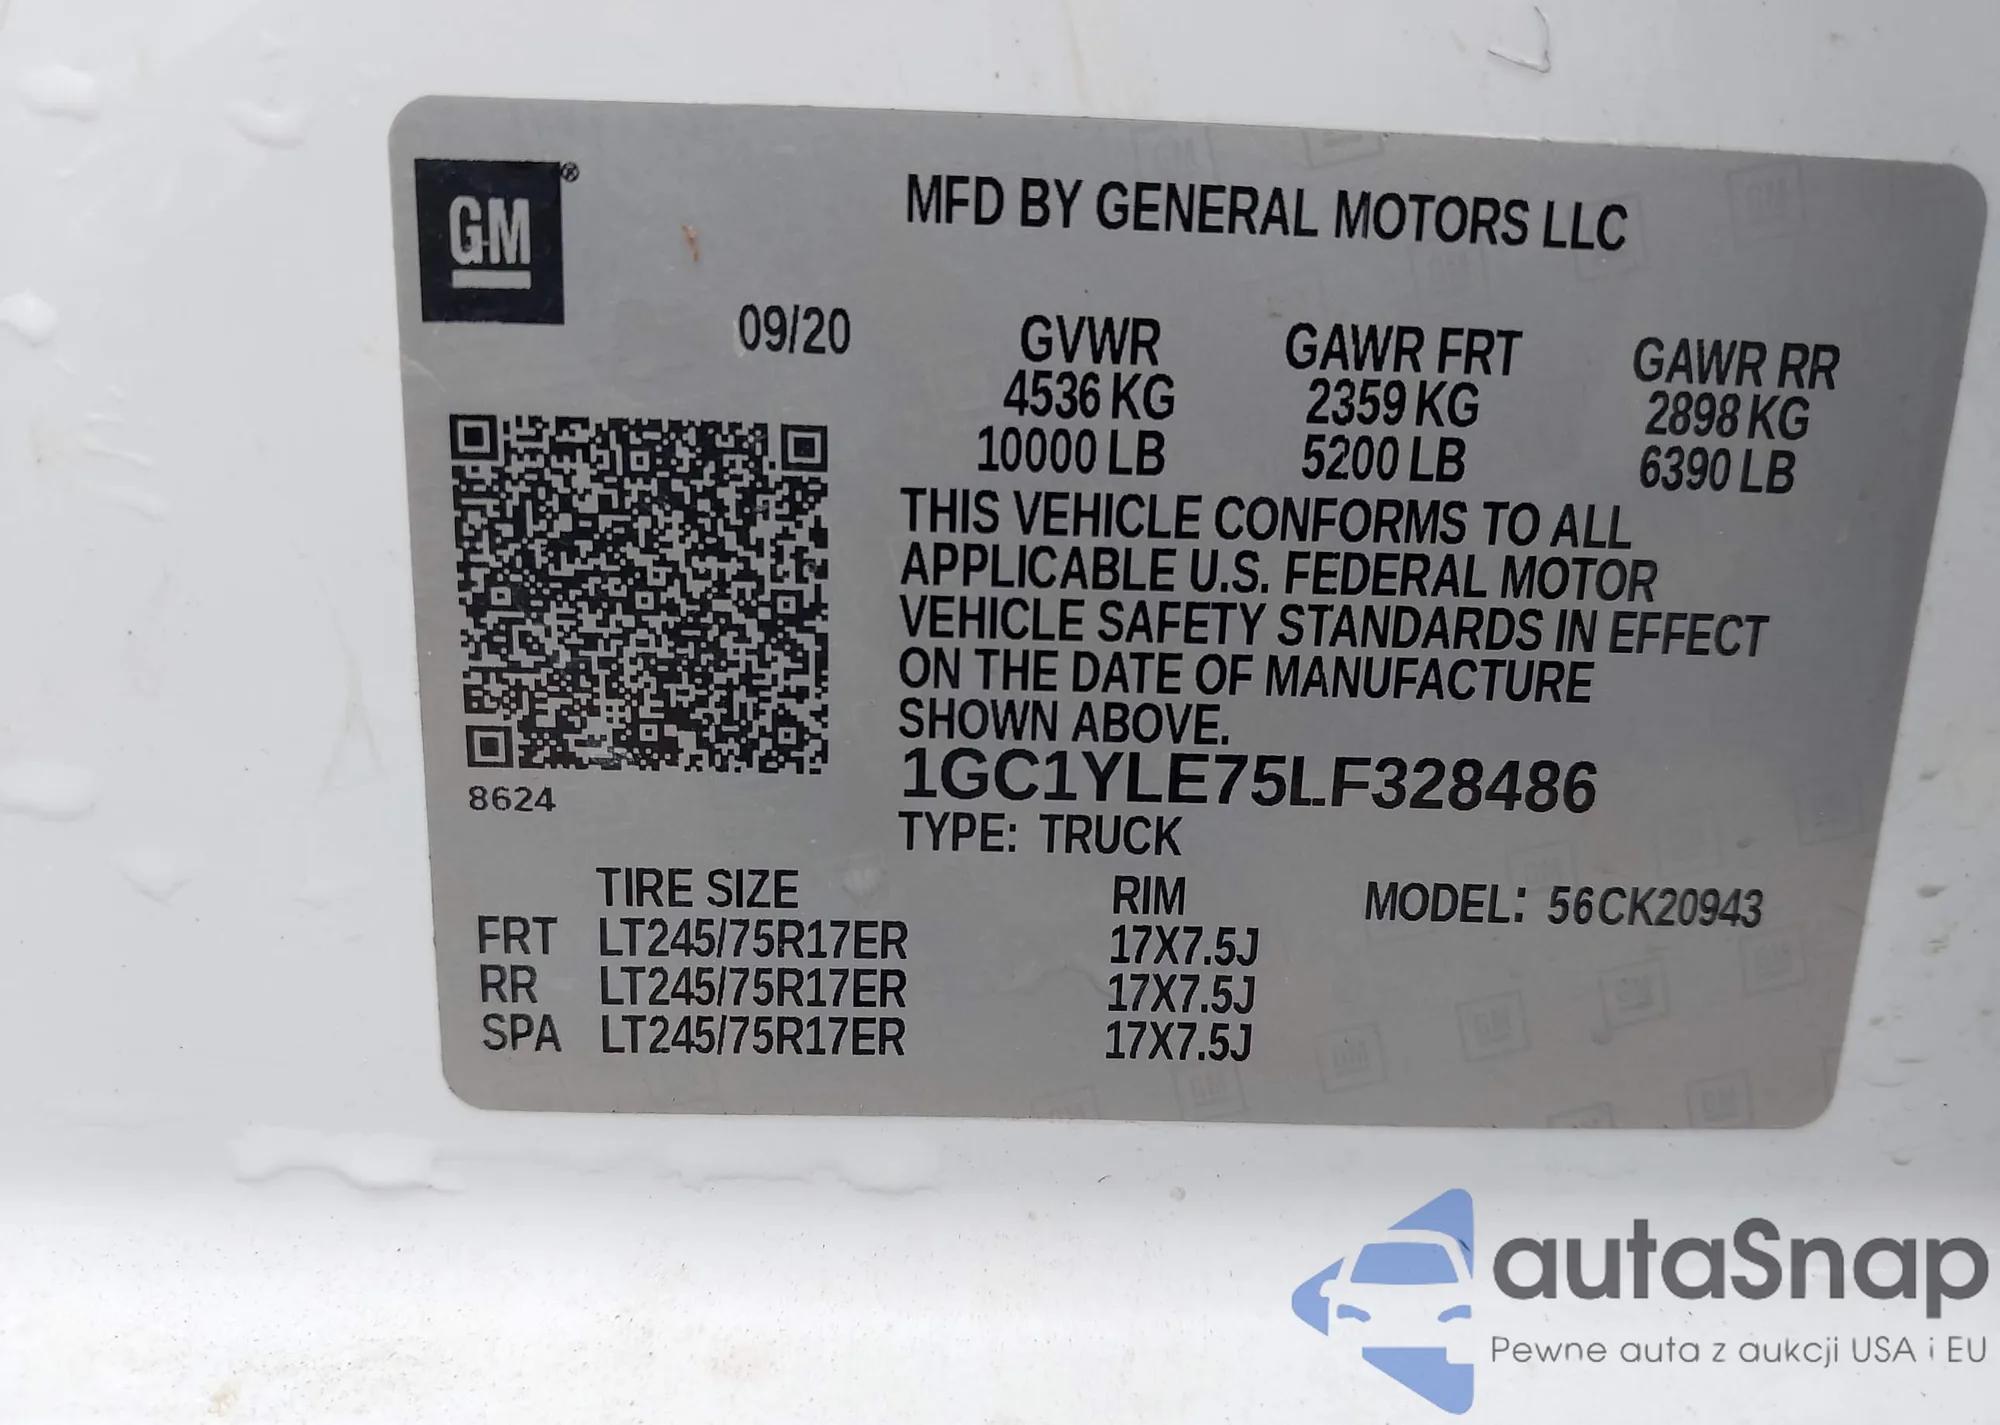 GM®
MFD BY GENERAL MOTORS LLC
09/20
GVWR GAWR FRT GAWR RR
4536 KG 2359 KG 2898 KG
10000 LB 5200 LB 6390 LB
THIS VEHICLE CONFORMS TO ALL
APPLICABLE U.S. FEDERAL MOTOR
VEHICLE SAFETY STANDARDS IN EFFECT
ON THE DATE OF MANUFACTURE
SHOWN ABOVE.
1GC1YLE75LF328486
8624
TYPE: TRUCK
TIRE SIZE RIM MODEL: 56CK20943
FRT LT245/75R17ER 17X7.5J
RR LT245/75R17ER 17X7.5J
SPA LT245/75R17ER 17X7.5J
autaSnap
Pewne auta z aukcji USA i EU